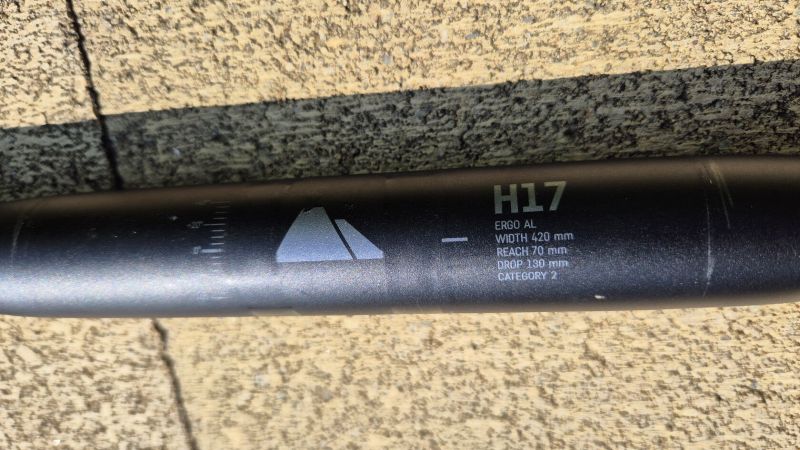 H17
ERGO AL
WIDTH 420 mm
REACH 70 mm
DROP 130 mm
CATEGORY 2